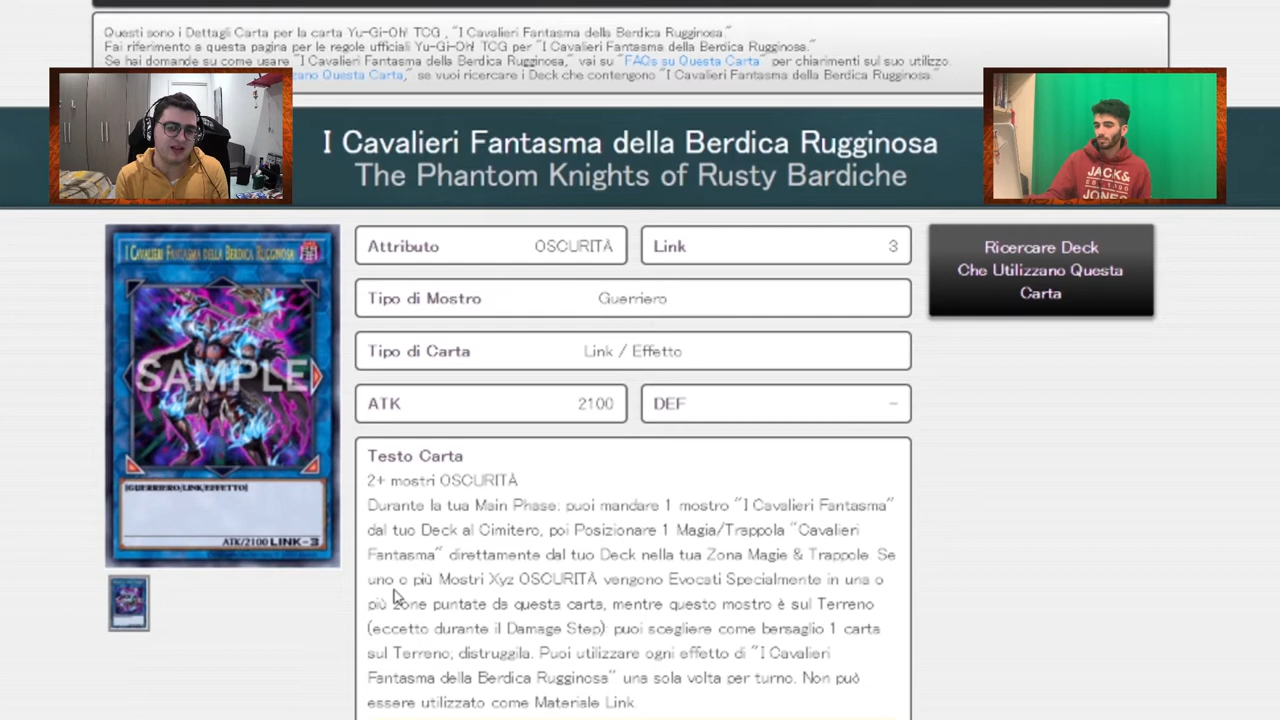 Questi sono i Dettagli Carta per la carta Yu-Gi-Oh! TCG , "I Cavalieri Fantasma della Berdica Rugginosa."
Fai riferimento a questa pagina per le regole ufficiali Yu-Gi-Oh! TCG per "I Cavalieri Fantasma della Berdica Rugginosa."
Se hai domande su come usare "I Cavalieri Fantasma della Berdica Rugginosa," vai su "FAQs su Questa Carta" per chiarimenti sul suo utilizzo.
Questa Carta," se vuoi ricercare i Deck che contengono "I Cavalieri Fantasma della Berdica Rugginosa"
I Cavalieri Fantasma della Berdica Rugginosa
The Phantom Knights of Rusty Bardiche
JACK&
JONES
I CAVALIERI FANTASMA DELLA BERDICA RUGGINOSA
SAMPLE
[GUERRIERO/LINK/EFFETTO]
ATK/2100 LINK-3
Attributo OSCURITÀ
Link 3
Tipo di Mostro Guerriero
Tipo di Carta Link / Effetto
ATK 2100
DEF -
Testo Carta
2+ mostri OSCURITÀ
Durante la tua Main Phase: puoi mandare 1 mostro "I Cavalieri Fantasma"
dal tuo Deck al Cimitero, poi Posizionare 1 Magia/Trappola "Cavalieri
Fantasma" direttamente dal tuo Deck nella tua Zona Magie & Trappole. Se
uno o più Mostri Xyz OSCURITÀ vengono Evocati Specialmente in una o
più zone puntate da questa carta, mentre questo mostro è sul Terreno
(eccetto durante il Damage Step): puoi scegliere come bersaglio 1 carta
sul Terreno; distruggila. Puoi utilizzare ogni effetto di "I Cavalieri
Fantasma della Berdica Rugginosa" una sola volta per turno. Non può
essere utilizzato come Materiale Link.
Ricercare Deck
Che Utilizzano Questa
Carta